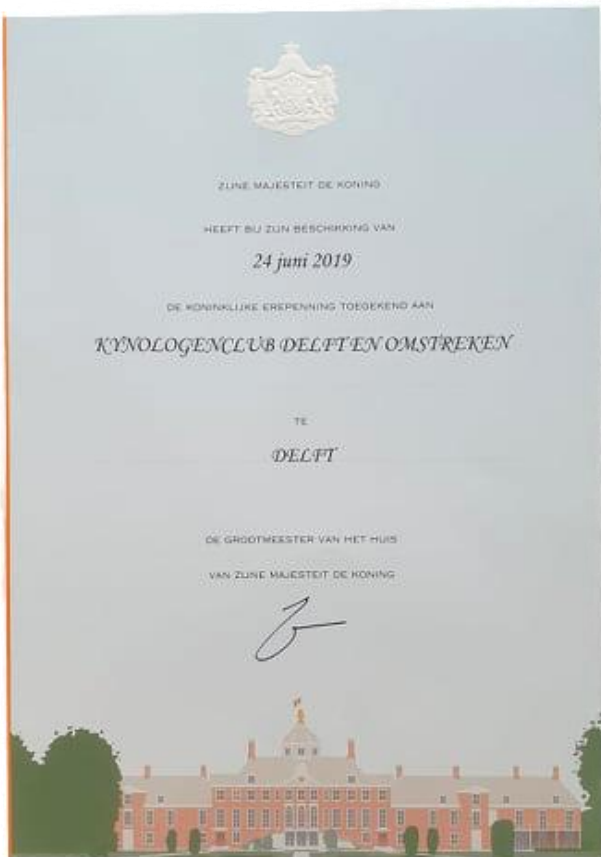 ZIJNE MAJESTEIT DE KONING
HEEFT BIJ ZIJN BESCHIKKING VAN
24 juni 2019
DE KONINKLIJKE EREPENNING TOEGEKEND AAN
KYNOLOGENCLUB DELFT EN OMSTREKEN
TE
DELFT
DE GROOTMEESTER VAN HET HUIS
VAN ZIJNE MAJESTEIT DE KONING